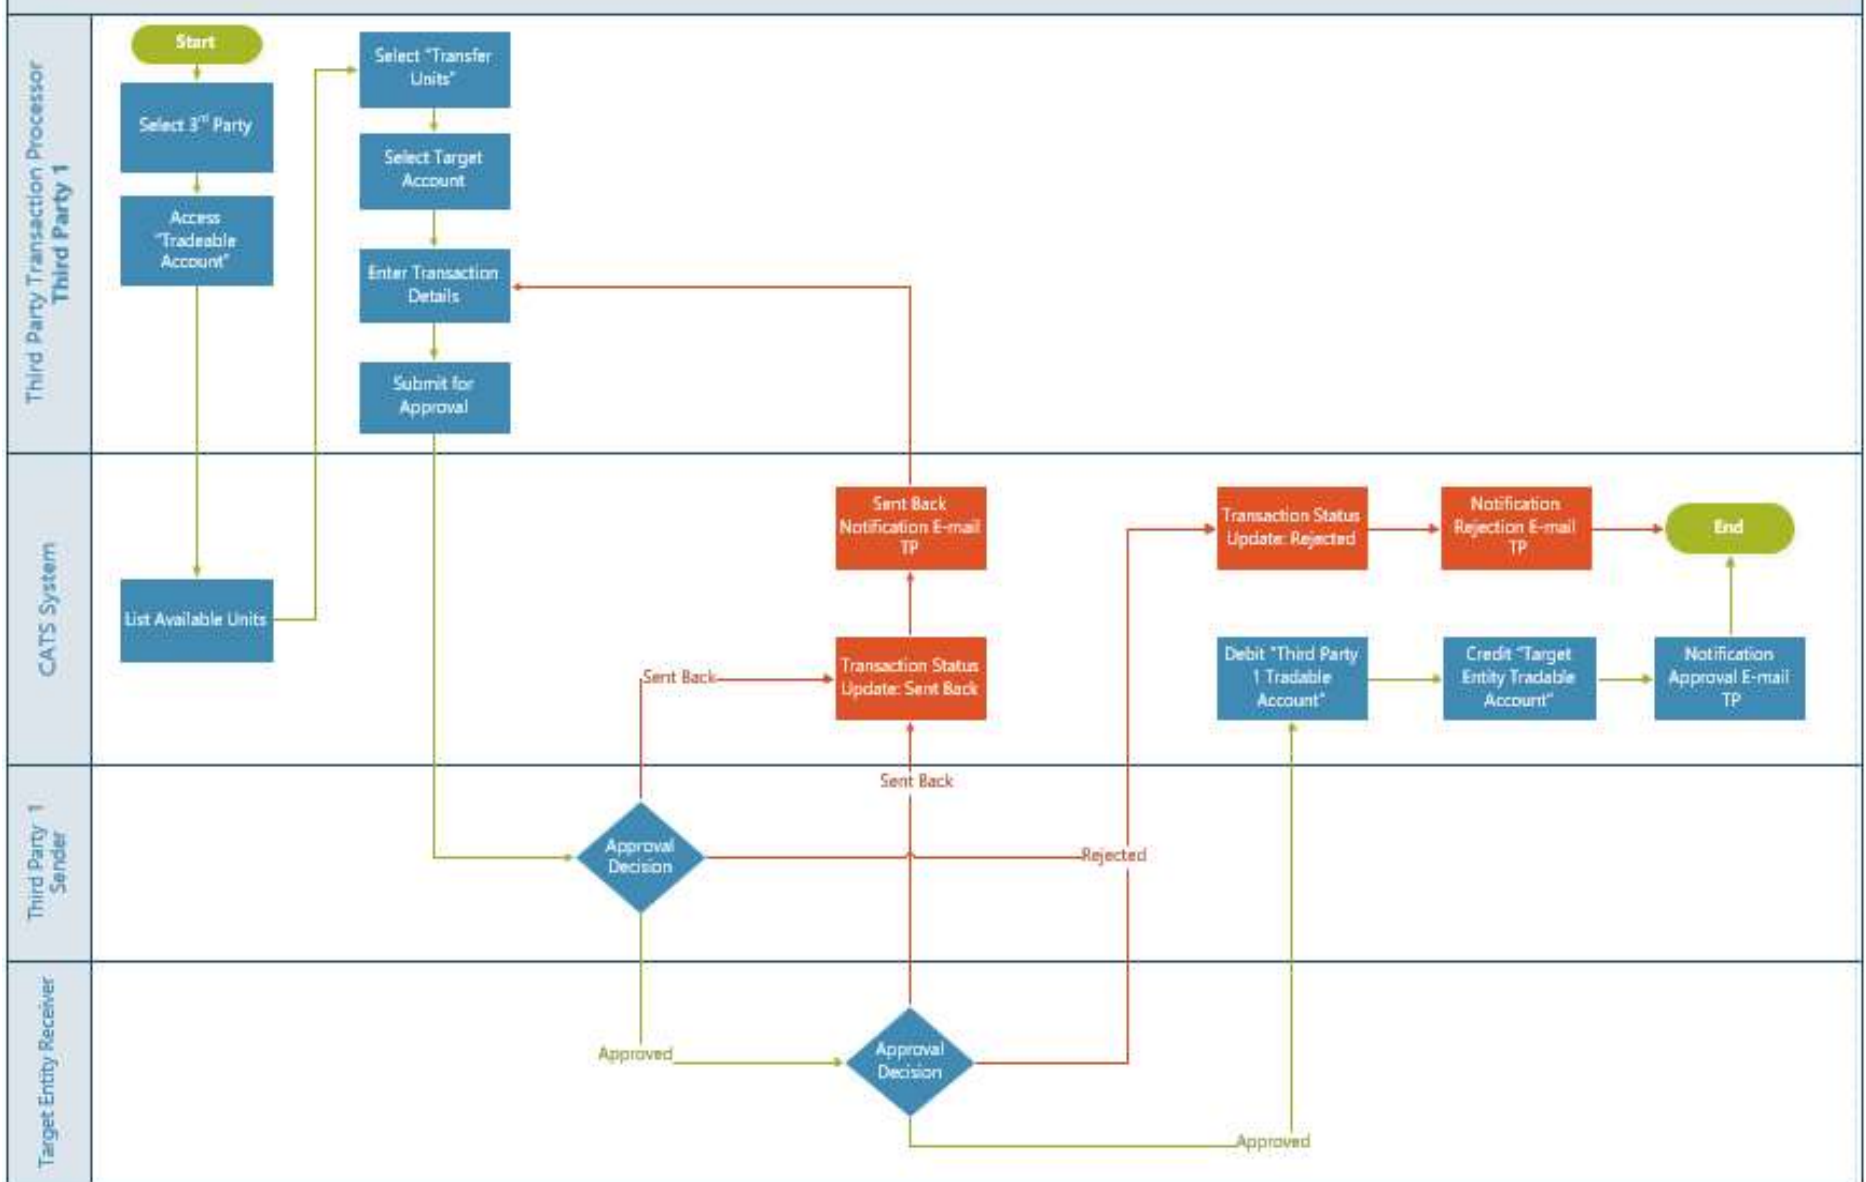 Third Party Transaction Processor
Third Party 1
Start
Select 3rd Party
Access
"Tradeable
Account"
Select "Transfer
Units"
Select Target
Account
Enter Transaction
Details
Submit for
Approval
CATS System
List Available Units
Sent Back
Notification E-mail
TP
Transaction Status
Update: Sent Back
Sent Back
Transaction Status
Update: Rejected
Notification
Rejection E-mail
TP
End
Debit "Third Party
1 Tradable
Account"
Credit "Target
Entity Tradable
Account"
Notification
Approval E-mail
TP
Third Party 1
Sender
Sent Back
Approval
Decision
Rejected
Target Entity Receiver
Approved
Approval
Decision
Approved